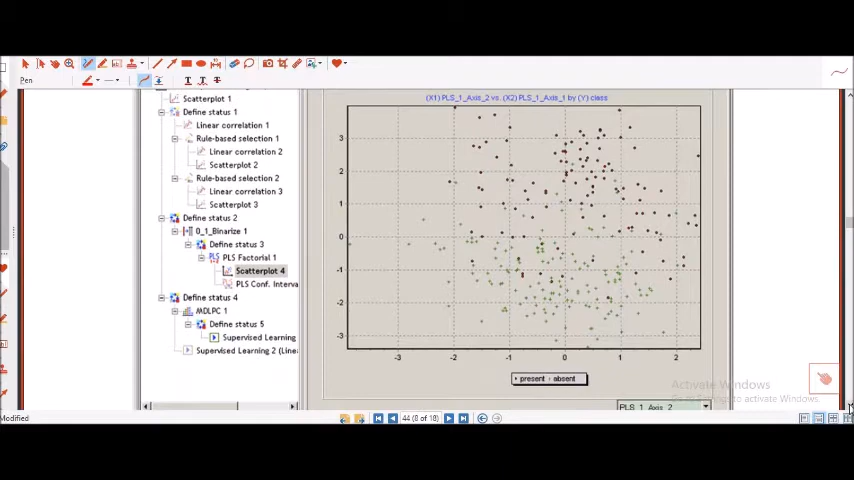 Pen
Scatterplot 1
Define status 1
Linear correlation 1
Rule-based selection 1
Linear correlation 2
Scatterplot 2
Rule-based selection 2
Linear correlation 3
Scatterplot 3
Define status 2
0_1_Binarize 1
Define status 3
PLS Factorial 1
Scatterplot 4
PLS Conf. Interva
Define status 4
MDLPC 1
Define status 5
Supervised Learning
Supervised Learning 2 (Linea
(X1) PLS_1_Axis_2 vs. (X2) PLS_1_Axis_1 by (Y) class
3
2
1
0
-1
-2
-3
-3 -2 -1 0 1 2
present absent
PLS_1_Axis_2
Activate Windows
Go to Settings to activate Windows.
Modified
44 (8 of 18)